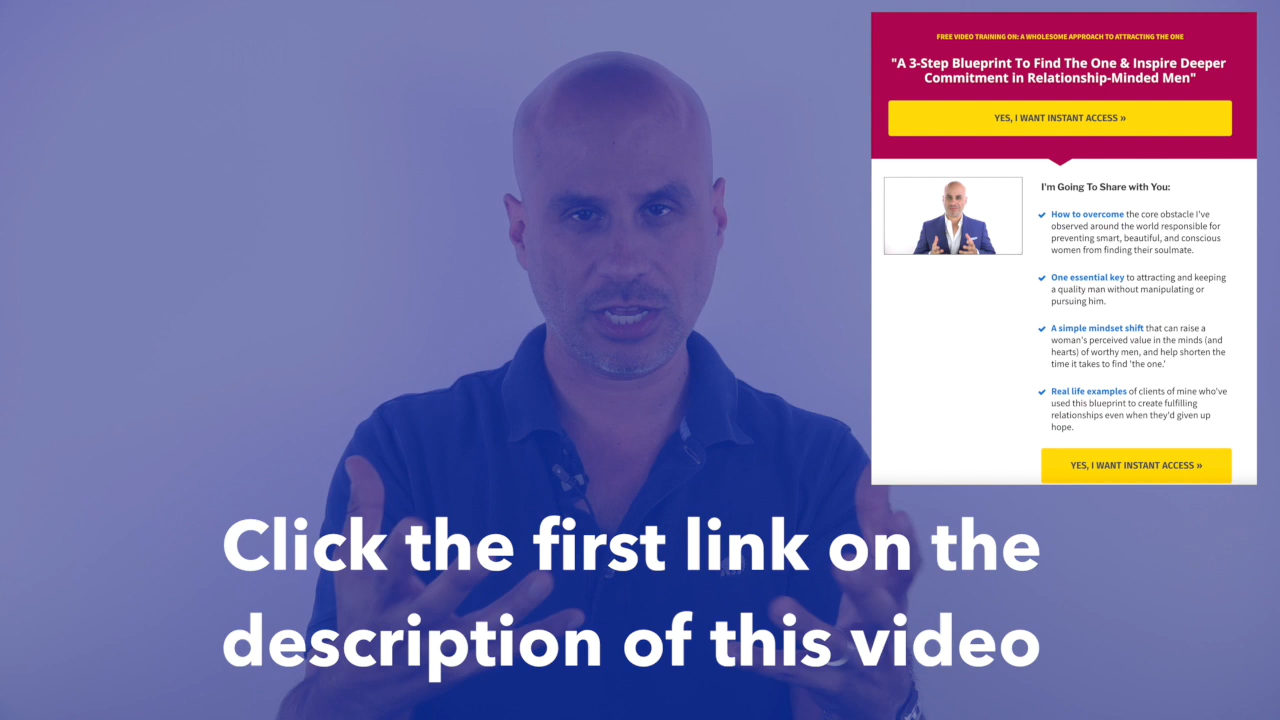 FREE VIDEO TRAINING ON: A WHOLESOME APPROACH TO ATTRACTING THE ONE
"A 3-Step Blueprint To Find The One & Inspire Deeper
Commitment in Relationship-Minded Men"
YES, I WANT INSTANT ACCESS »
I'm Going To Share with You:
How to overcome the core obstacle I've
observed around the world responsible for
preventing smart, beautiful, and conscious
women from finding their soulmate.
One essential key to attracting and keeping
a quality man without manipulating or
pursuing him.
A simple mindset shift that can raise a
woman's perceived value in the minds (and
hearts) of worthy men, and help shorten the
time it takes to find 'the one.'
Real life examples of clients of mine who've
used this blueprint to create fulfilling
relationships even when they'd given up
hope.
YES, I WANT INSTANT ACCESS »
Click the first link on the
description of this video